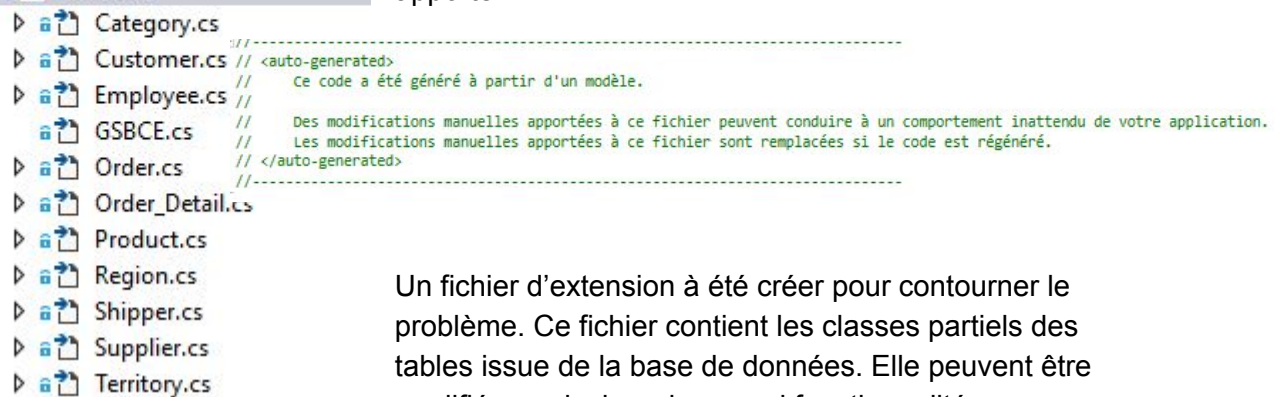 Category.cs
Customer.cs
Employee.cs
GSBCE.cs
Order.cs
Order_Detail.cs
Product.cs
Region.cs
Shipper.cs
Supplier.cs
Territory.cs
//------------------------------------------------------------------------------
// <auto-generated>
//     Ce code a été généré à partir d'un modèle.
//
//     Des modifications manuelles apportées à ce fichier peuvent conduire à un comportement inattendu de votre application.
//     Les modifications manuelles apportées à ce fichier sont remplacées si le code est régénéré.
// </auto-generated>
//------------------------------------------------------------------------------
Un fichier d’extension à été créer pour contourner le
problème. Ce fichier contient les classes partiels des
tables issue de la base de données. Elle peuvent être